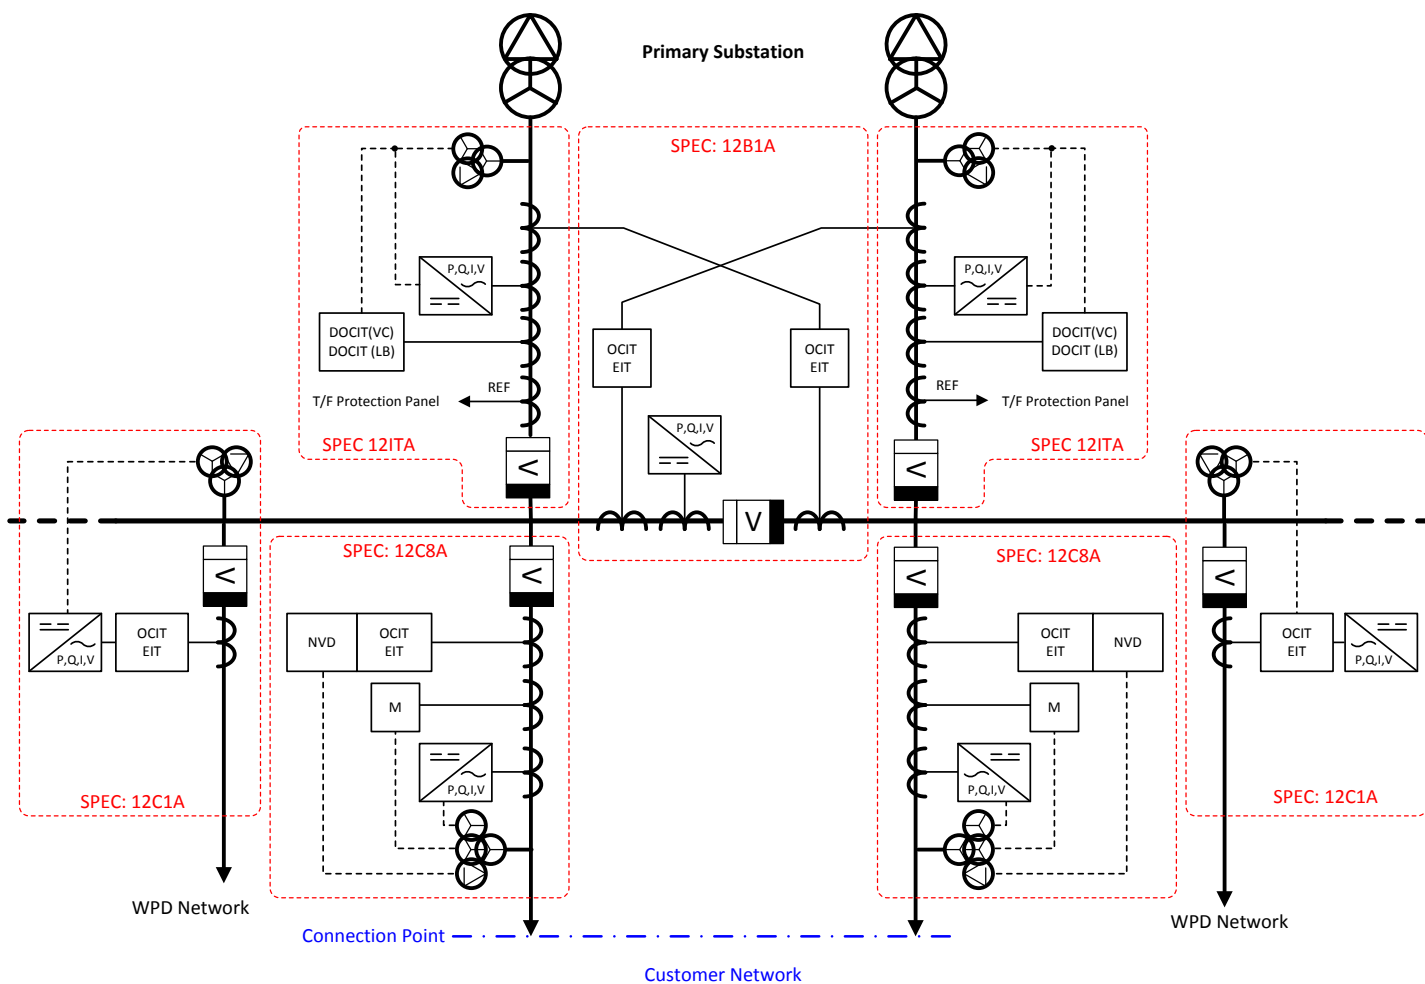 Primary Substation
SPEC: 12B1A
P,Q,I,V
P,Q,I,V
DOCIT(VC)
DOCIT (LB)
OCIT
EIT
OCIT
EIT
DOCIT(VC)
DOCIT (LB)
REF
REF
T/F Protection Panel
T/F Protection Panel
P,Q,I,V
SPEC 12ITA
SPEC 12ITA
V
V
V
SPEC: 12C8A
SPEC: 12C8A
V
V
V
V
OCIT
EIT
P,Q,I,V
NVD
OCIT
EIT
OCIT
EIT
NVD
OCIT
EIT
P,Q,I,V
M
M
P,Q,I,V
P,Q,I,V
SPEC: 12C1A
SPEC: 12C1A
WPD Network
WPD Network
Connection Point
Customer Network